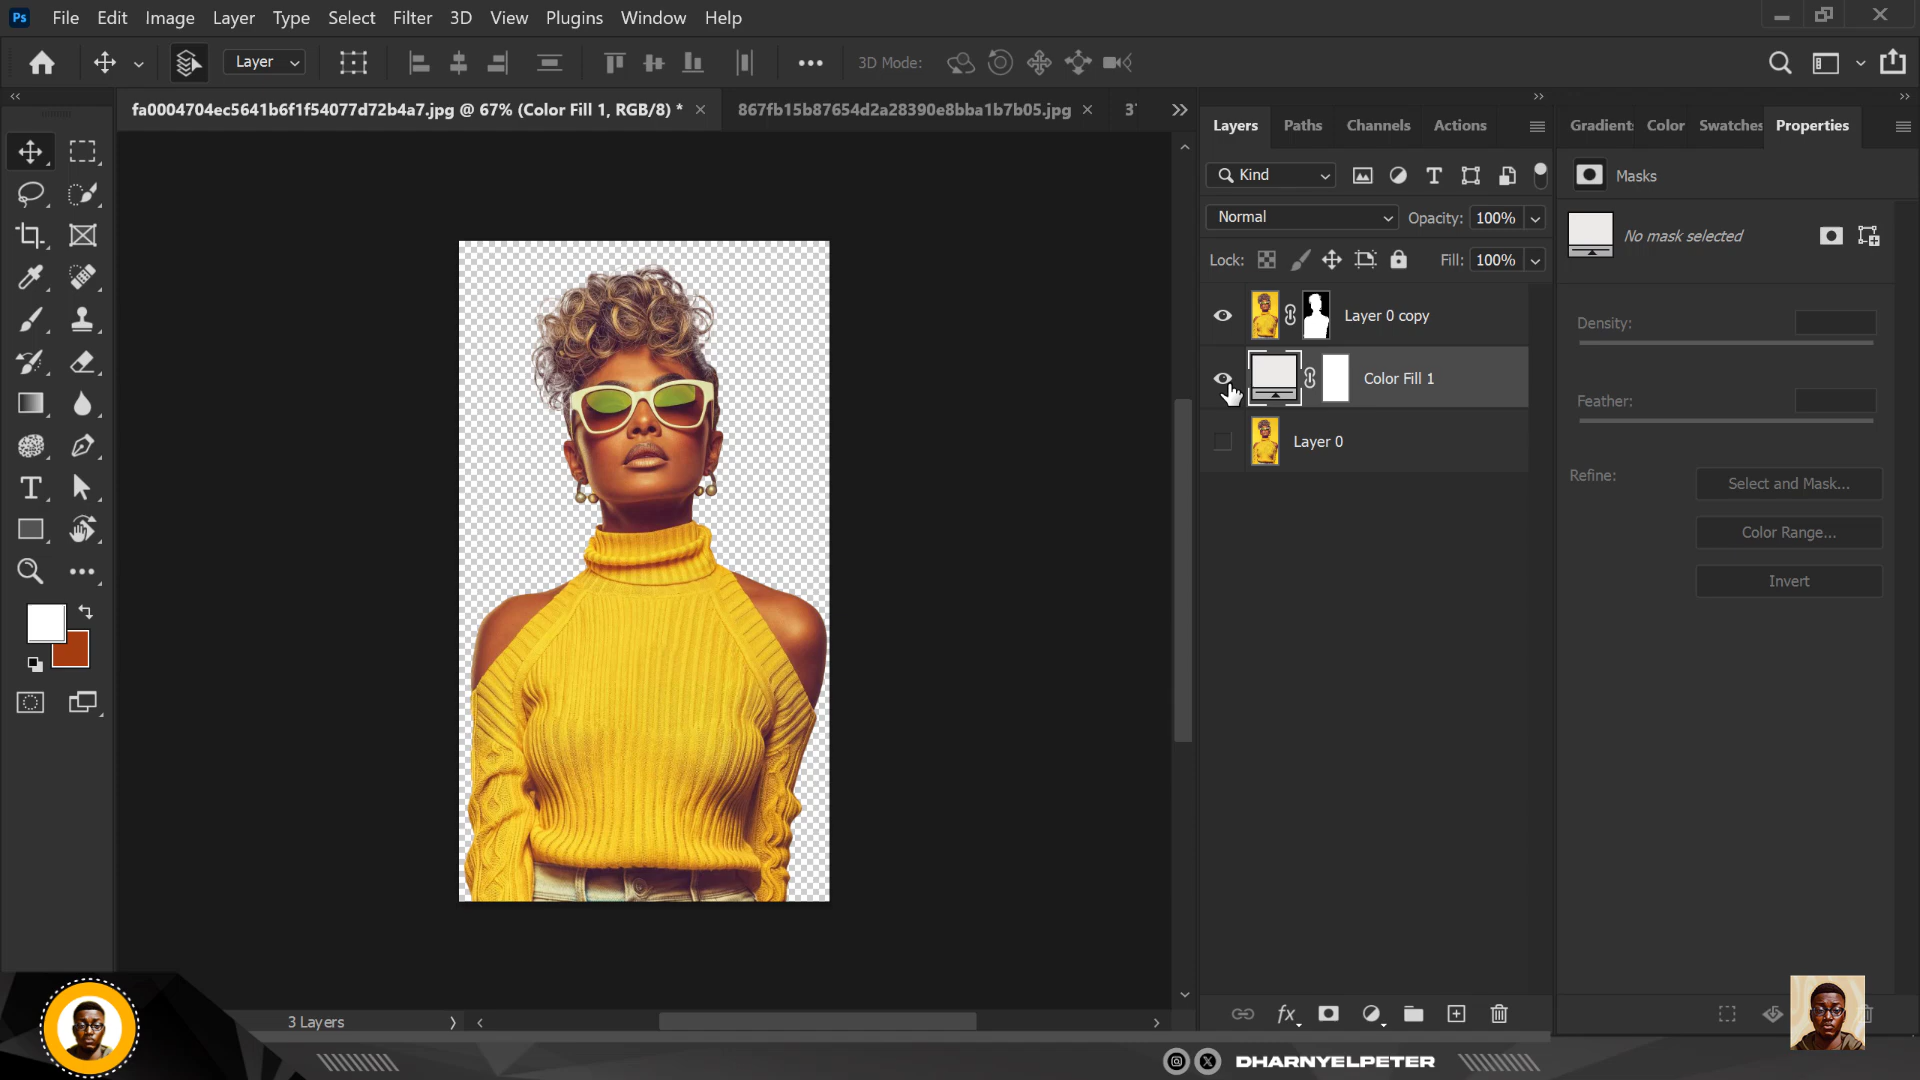 Ps File Edit Image Layer Type Select Filter 3D View Plugins Window Help
Layer 3D Mode:
fa0004704ec5641b6f1f54077d72b4a7.jpg @ 67% (Color Fill 1, RGB/8) * 867fb15b87654d2a28390e8bba1b7b05.jpg
Layers Paths Channels Actions
Gradient Color Swatches Properties
Kind
Masks
Normal Opacity: 100%
No mask selected
Lock: Fill: 100%
Layer 0 copy
Density:
Color Fill 1
Feather:
Layer 0
Refine: Select and Mask...
Color Range...
Invert
3 Layers
DHARNYELPETER